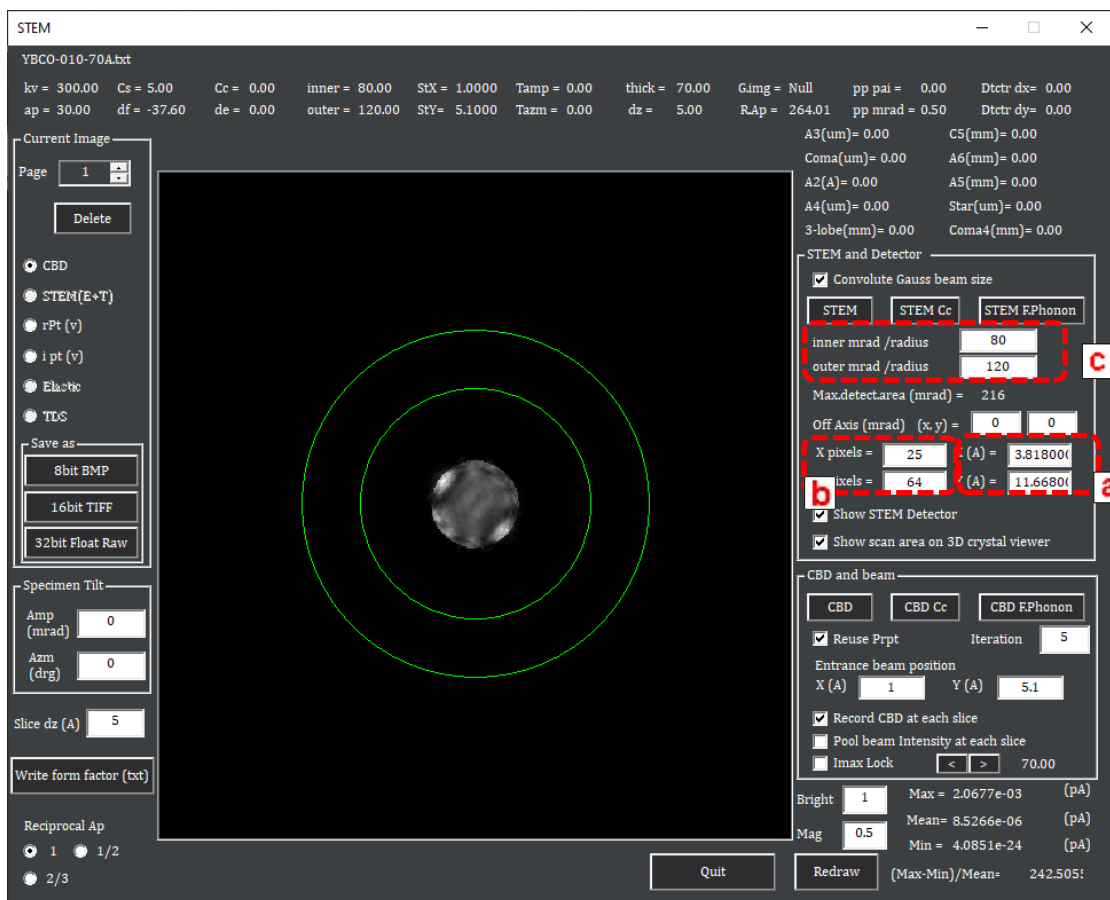 STEM
YBCO-010-70A.txt
kv = 300.00 Cs = 5.00 Cc = 0.00 inner = 80.00 StX = 1.0000 Tamp = 0.00 thick = 70.00 G.img = Null pp pai = 0.00 Dtctr dx= 0.00
ap = 30.00 df = -37.60 de = 0.00 outer = 120.00 StY= 5.1000 Tazm = 0.00 dz = 5.00 R.Ap = 264.01 pp mrad = 0.50 Dtctr dy= 0.00
A3(um)= 0.00 C5(mm)= 0.00
Coma(um)= 0.00 A6(mm)= 0.00
A2(A)= 0.00 A5(mm)= 0.00
A4(um)= 0.00 Star(um)= 0.00
3-lobe(mm)= 0.00 Coma4(mm)= 0.00
Current Image
Page 1
Delete
CBD
STEM(E+T)
rPt (v)
i pt (v)
Elastic
TDS
Save as
8bit BMP
16bit TIFF
32bit Float Raw
Specimen Tilt
Amp (mrad) 0
Azm (drg) 0
Slice dz (A) 5
Write form factor (txt)
Reciprocal Ap
1 1/2
2/3
STEM and Detector
Convolute Gauss beam size
STEM STEM Cc STEM F.Phonon
inner mrad /radius 80
outer mrad /radius 120
c
Max.detect.area (mrad) = 216
Off Axis (mrad) (x, y) = 0 0
X pixels = 25 (A) = 3.81800
ixels = 64 (A) = 11.6680
b a
Show STEM Detector
Show scan area on 3D crystal viewer
CBD and beam
CBD CBD Cc CBD F.Phonon
Reuse Prpt Iteration 5
Entrance beam position
X (A) 1 Y (A) 5.1
Record CBD at each slice
Pool beam Intensity at each slice
Imax Lock < > 70.00
Bright 1 Max = 2.0677e-03 (pA)
Mean= 8.5266e-06 (pA)
Mag 0.5 Min = 4.0851e-24 (pA)
Quit Redraw (Max-Min)/Mean= 242.505